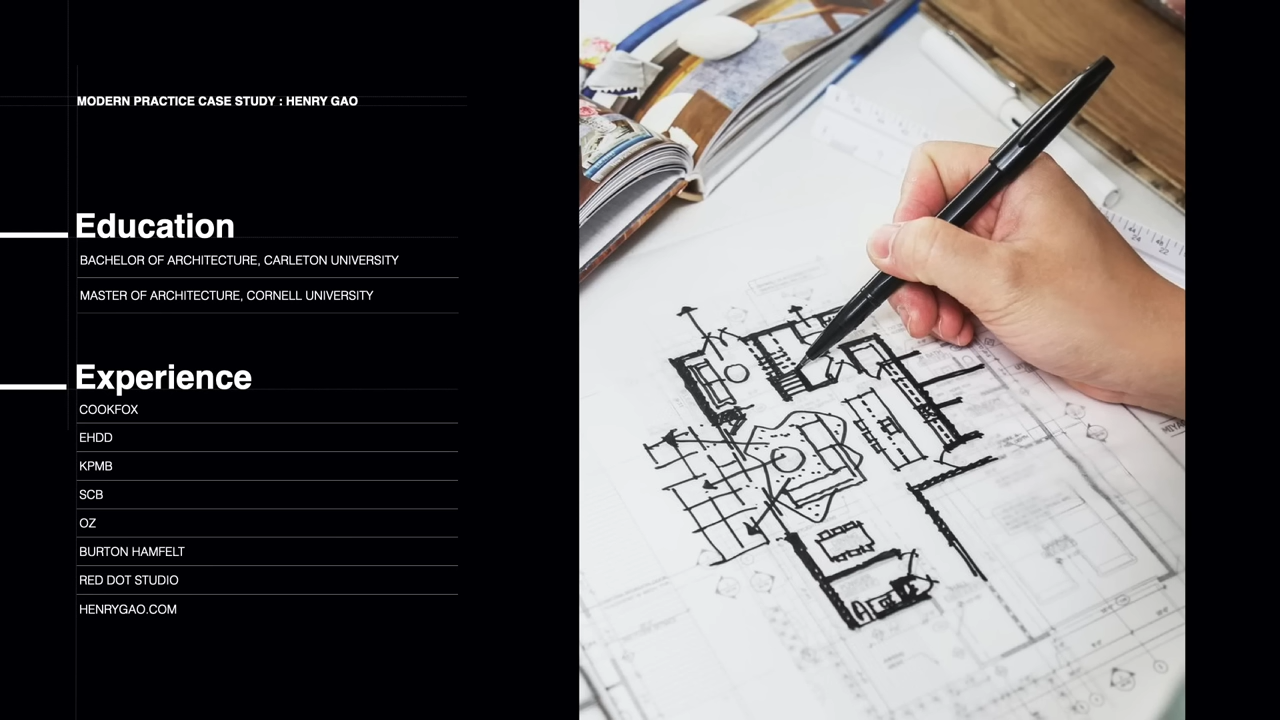 MODERN PRACTICE CASE STUDY : HENRY GAO
Education
BACHELOR OF ARCHITECTURE, CARLETON UNIVERSITY
MASTER OF ARCHITECTURE, CORNELL UNIVERSITY
Experience
COOKFOX
EHDD
KPMB
SCB
OZ
BURTON HAMFELT
RED DOT STUDIO
HENRYGAO.COM